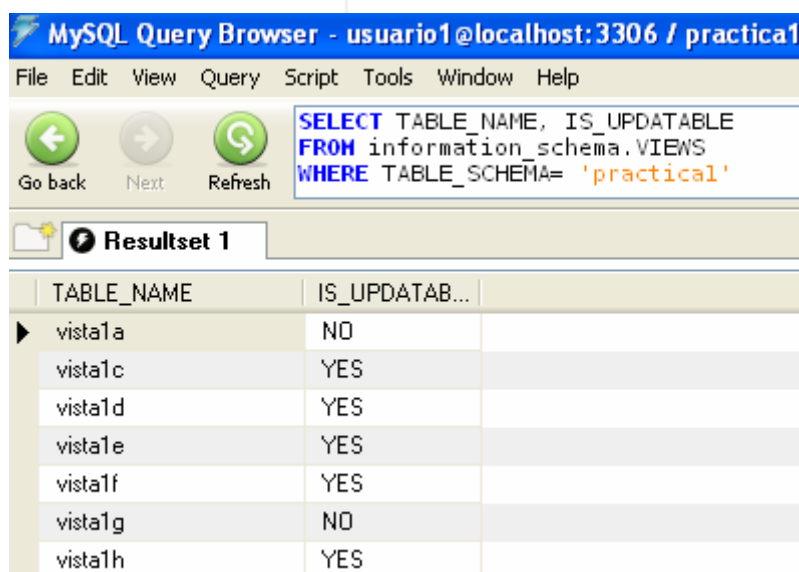 MySQL Query Browser - usuario1@localhost:3306 / practica1
File Edit View Query Script Tools Window Help
Go back Next Refresh
SELECT TABLE_NAME, IS_UPDATABLE
FROM information_schema.VIEWS
WHERE TABLE_SCHEMA= 'practica1'
Resultset 1
TABLE_NAME IS_UPDATAB...
vista1a NO
vista1c YES
vista1d YES
vista1e YES
vista1f YES
vista1g NO
vista1h YES